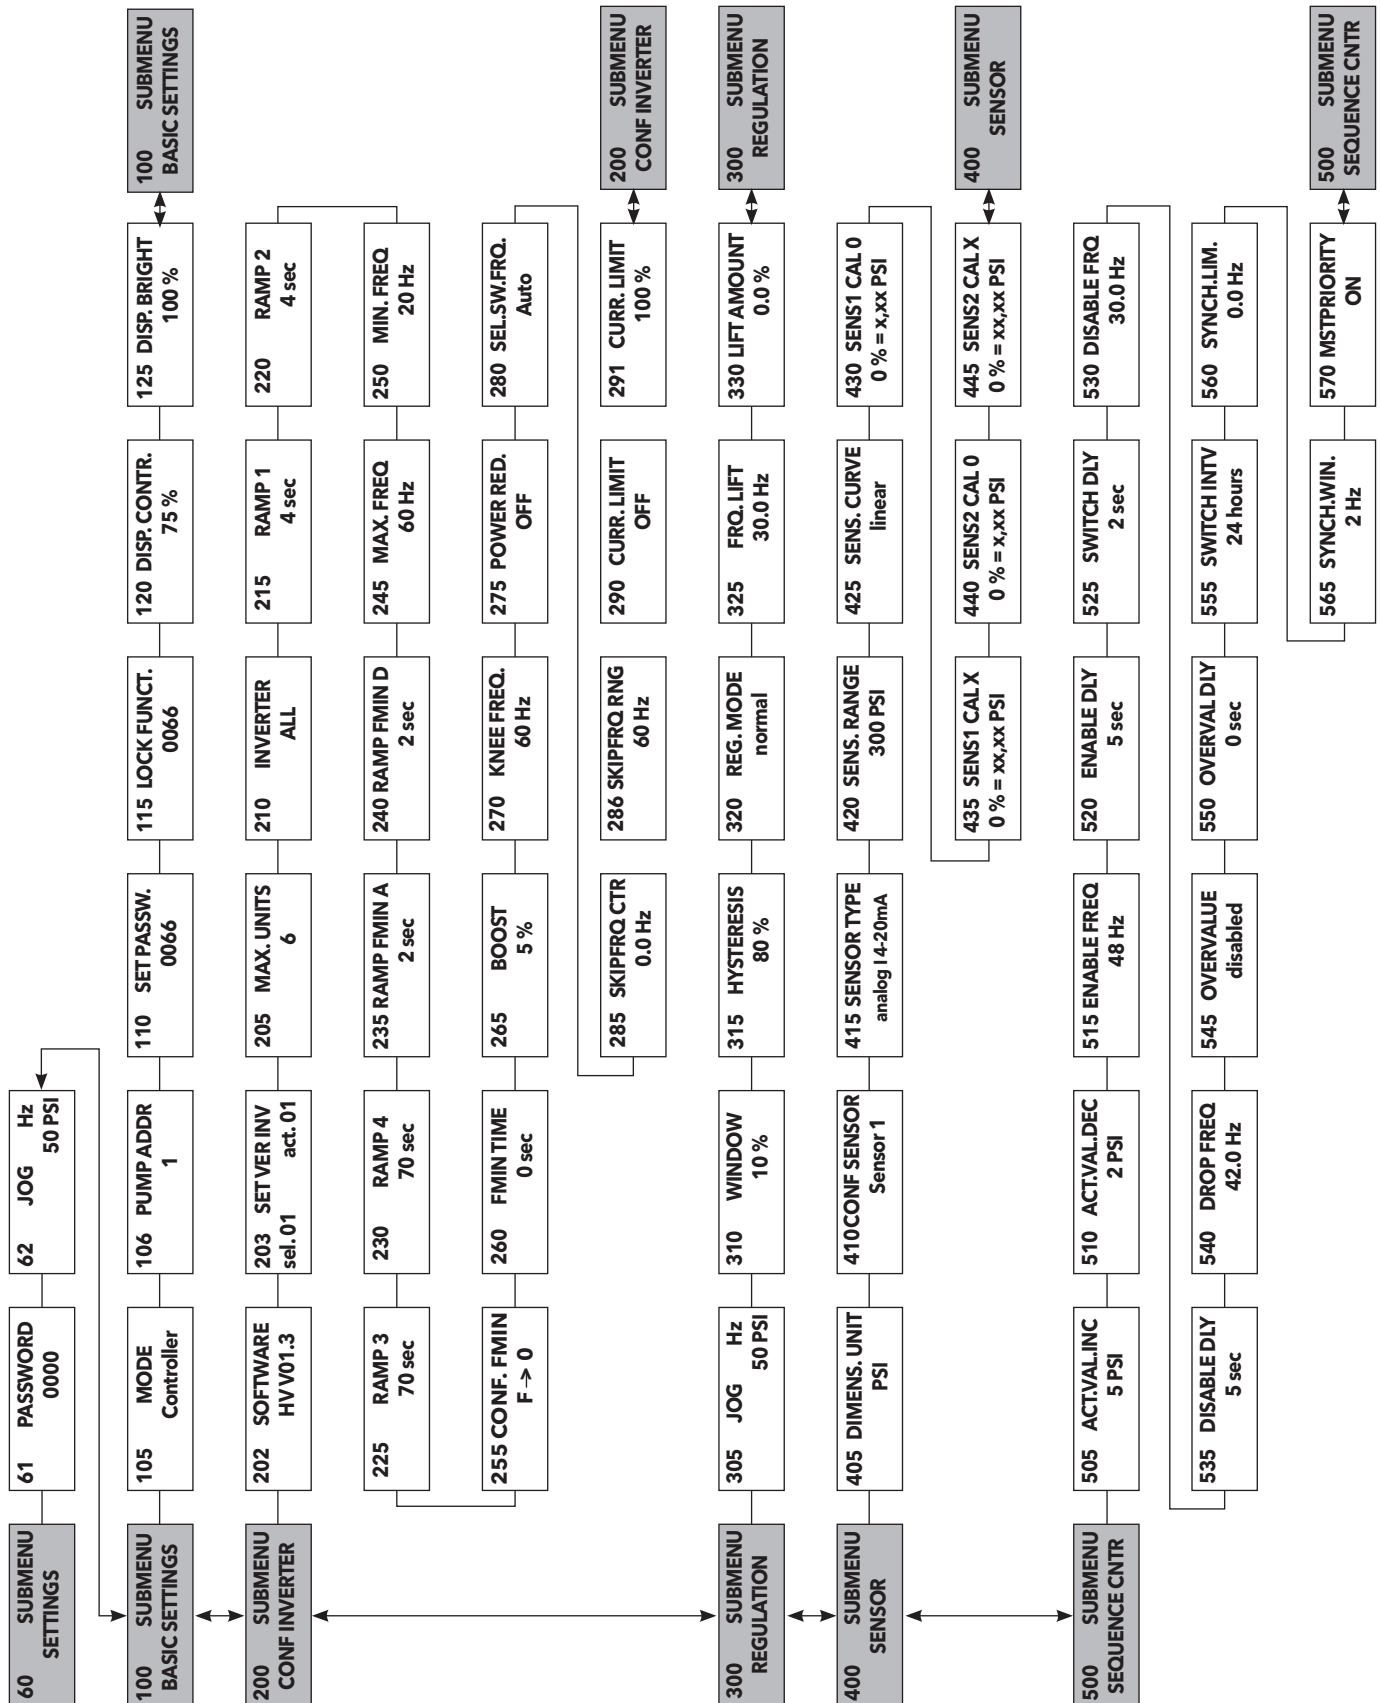 60 SUBMENU
SETTINGS
61 PASSWORD
0000
62 JOG Hz
50 PSI
100 SUBMENU
BASIC SETTINGS
105 MODE
Controller
106 PUMP ADDR
1
110 SET PASSW.
0066
115 LOCK FUNCT.
0066
120 DISP. CONTR.
75 %
125 DISP. BRIGHT
100 %
100 SUBMENU
BASIC SETTINGS
200 SUBMENU
CONF INVERTER
202 SOFTWARE
HV V01.3
203 SET VER INV
sel. 01 act. 01
205 MAX. UNITS
6
210 INVERTER
ALL
215 RAMP 1
4 sec
220 RAMP 2
4 sec
225 RAMP 3
70 sec
230 RAMP 4
70 sec
235 RAMP FMIN A
2 sec
240 RAMP FMIN D
2 sec
245 MAX. FREQ
60 Hz
250 MIN. FREQ
20 Hz
255 CONF. FMIN
F -> 0
260 FMIN TIME
0 sec
265 BOOST
5 %
270 KNEE FREQ.
60 Hz
275 POWER RED.
OFF
280 SEL.SW.FRQ.
Auto
285 SKIPFRQ CTR
0.0 Hz
286 SKIPFRQ RNG
60 Hz
290 CURR. LIMIT
OFF
291 CURR. LIMIT
100 %
200 SUBMENU
CONF INVERTER
300 SUBMENU
REGULATION
305 JOG Hz
50 PSI
310 WINDOW
10 %
315 HYSTERESIS
80 %
320 REG. MODE
normal
325 FRQ. LIFT
30.0 Hz
330 LIFT AMOUNT
0.0 %
300 SUBMENU
REGULATION
400 SUBMENU
SENSOR
405 DIMENS. UNIT
PSI
410CONF SENSOR
Sensor 1
415 SENSOR TYPE
analog I 4-20mA
420 SENS. RANGE
300 PSI
425 SENS. CURVE
linear
430 SENS1 CAL 0
0 % = x,xx PSI
435 SENS1 CAL X
0 % = xx,xx PSI
440 SENS2 CAL 0
0 % = x,xx PSI
445 SENS2 CAL X
0 % = xx,xx PSI
400 SUBMENU
SENSOR
500 SUBMENU
SEQUENCE CNTR
505 ACT.VAL.INC
5 PSI
510 ACT.VAL.DEC
2 PSI
515 ENABLE FREQ
48 Hz
520 ENABLE DLY
5 sec
525 SWITCH DLY
2 sec
530 DISABLE FRQ
30.0 Hz
535 DISABLE DLY
5 sec
540 DROP FREQ
42.0 Hz
545 OVERVALUE
disabled
550 OVERVAL DLY
0 sec
555 SWITCH INTV
24 hours
560 SYNCH.LIM.
0.0 Hz
565 SYNCH.WIN.
2 Hz
570 MSTPRIORITY
ON
500 SUBMENU
SEQUENCE CNTR